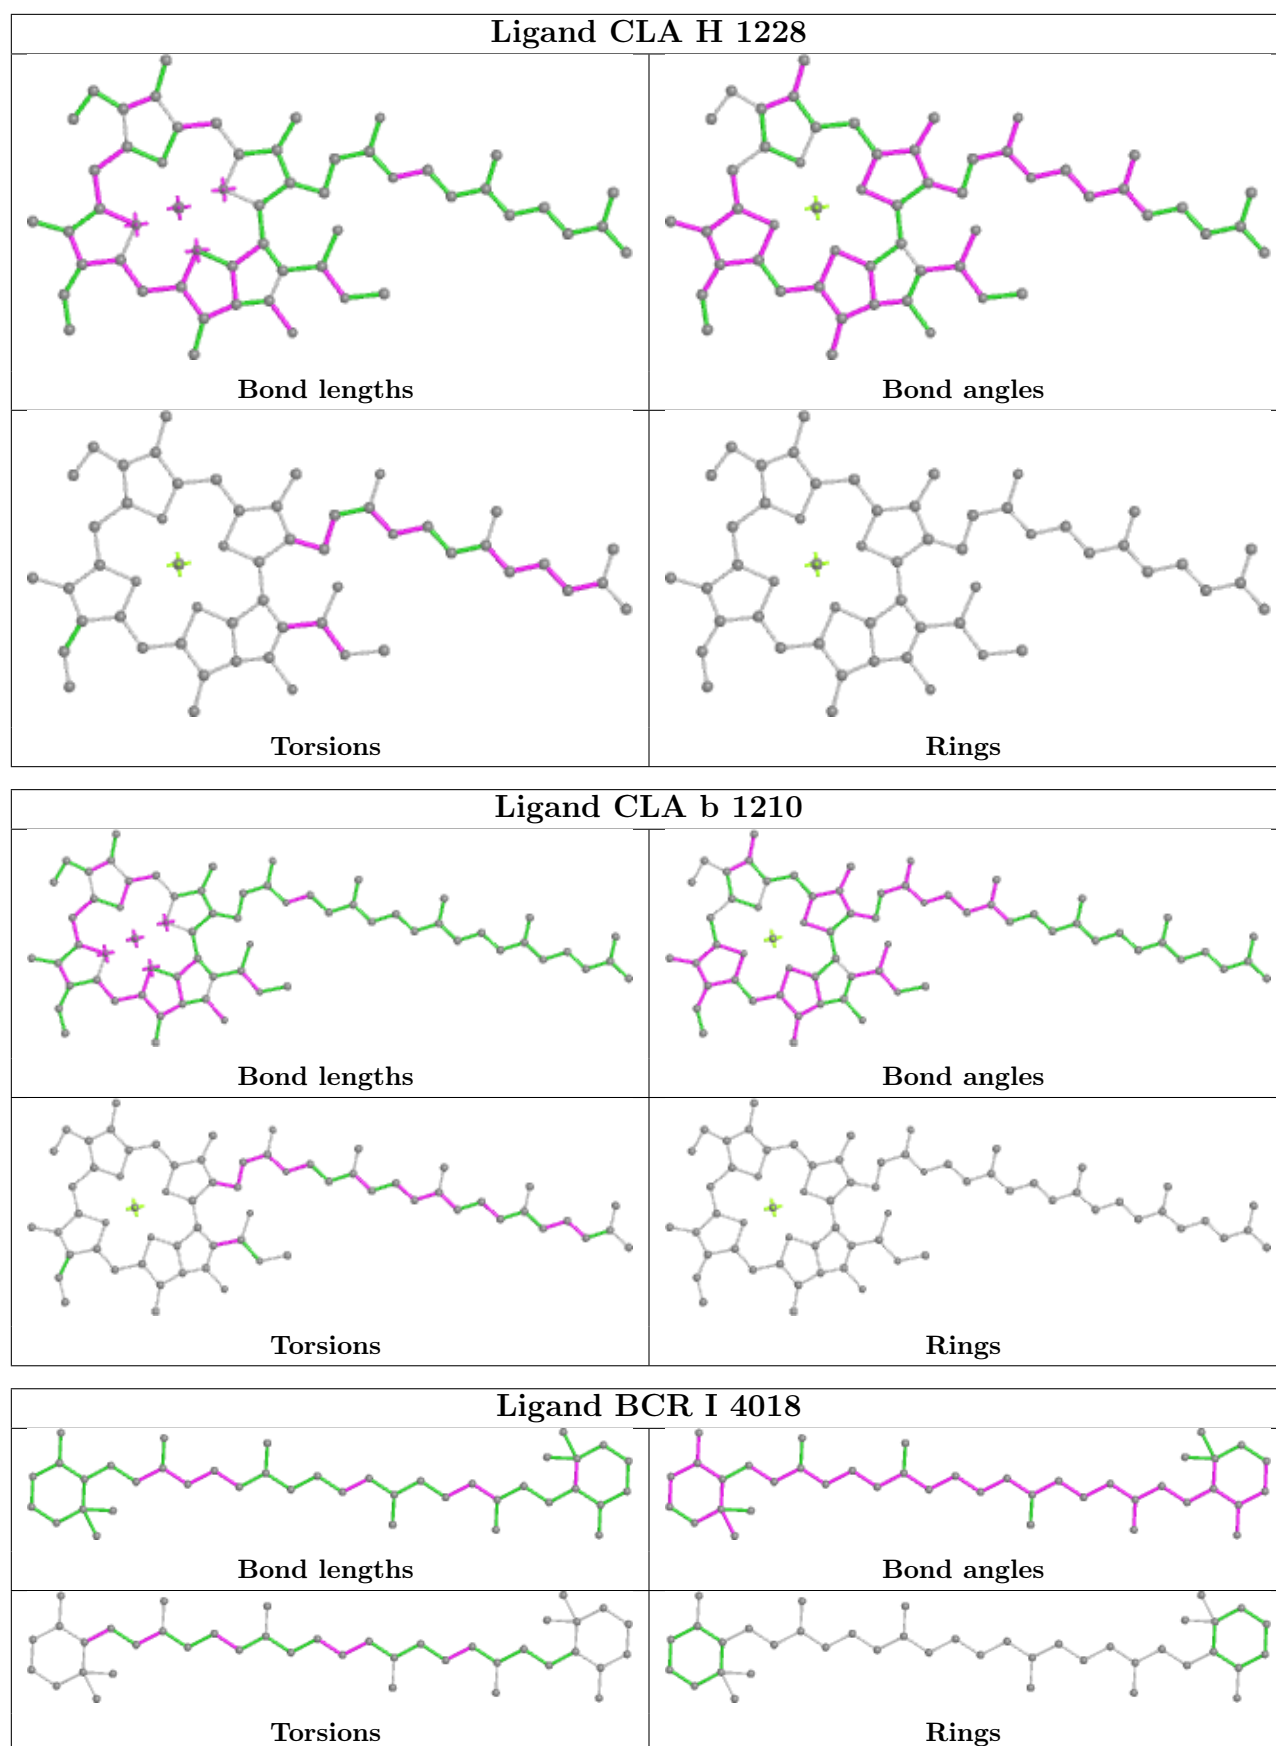 Ligand CLA H 1228
Bond lengths
Bond angles
Torsions
Rings
Ligand CLA b 1210
Bond lengths
Bond angles
Torsions
Rings
Ligand BCR I 4018
Bond lengths
Bond angles
Torsions
Rings